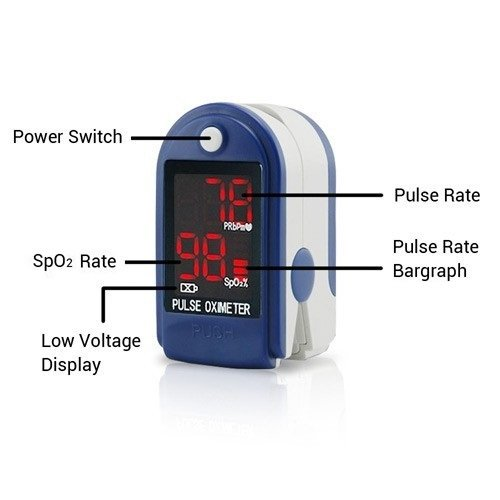 Power Switch
78
Pulse Rate
PRbPm
Pulse Rate
Bargraph
SpO₂ Rate
98
SpO₂%
PULSE OXIMETER
PUSH
Low Voltage
Display